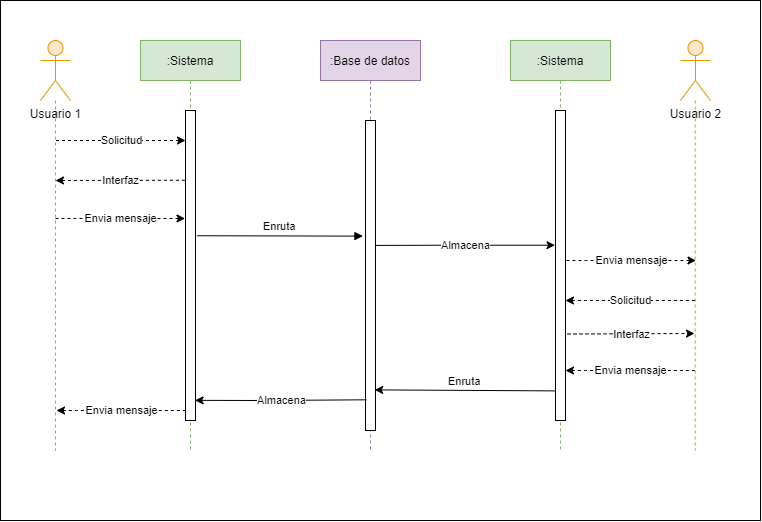 :Sistema
:Base de datos
:Sistema
Usuario 1
Usuario 2
Solicitud
Interfaz
Envia mensaje
Enruta
Almacena
Envia mensaje
Solicitud
Interfaz
Envia mensaje
Enruta
Almacena
Envia mensaje